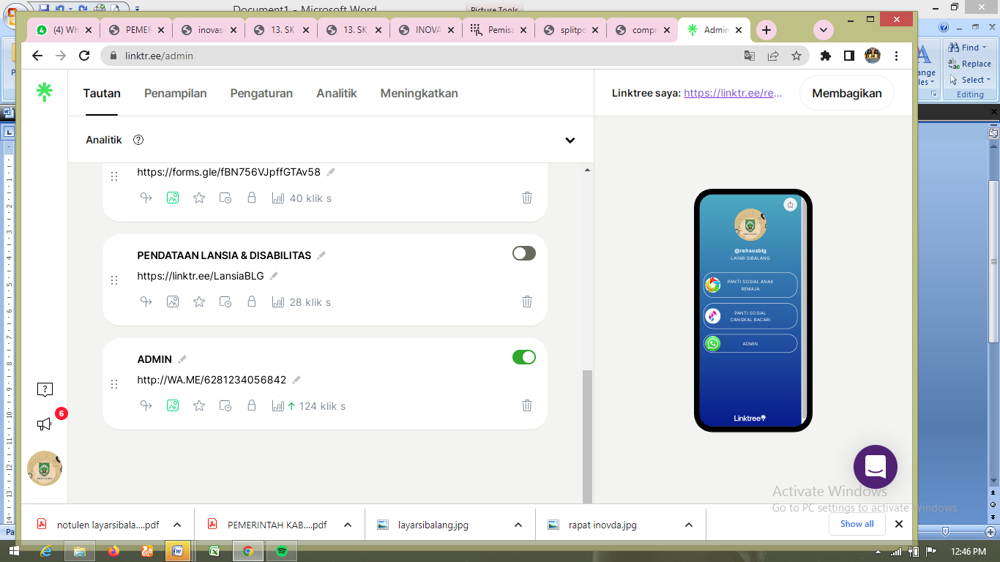 Document1 - Microsoft Word
Picture Tools
(4) Wh
PEMER
inovas
13. SK
13. SK
INOVA
Pemisa
splitpd
compr
Admin
linktr.ee/admin
Find
Replace
Select
Editing
Tautan
Penampilan
Pengaturan
Analitik
Meningkatkan
Linktree saya: https://linktr.ee/re...
Membagikan
Analitik
https://forms.gle/fBN756VJpffGTAv58
40 klik s
PENDATAAN LANSIA & DISABILITAS
https://linktr.ee/LansiaBLG
28 klik s
ADMIN
http://WA.ME/6281234056842
124 klik s
6
@rehsosblg
LAYAR SIBALANG
PANTI SOSIAL ANAK
REMAJA
PANTI SOSIAL
CANGKAL BACARI
ADMIN
Linktree
Activate Windows
Go to PC settings to activate Windows.
notulen layarsibala....pdf
PEMERINTAH KAB....pdf
layarsibalang.jpg
rapat inovda.jpg
Show all
12:46 PM